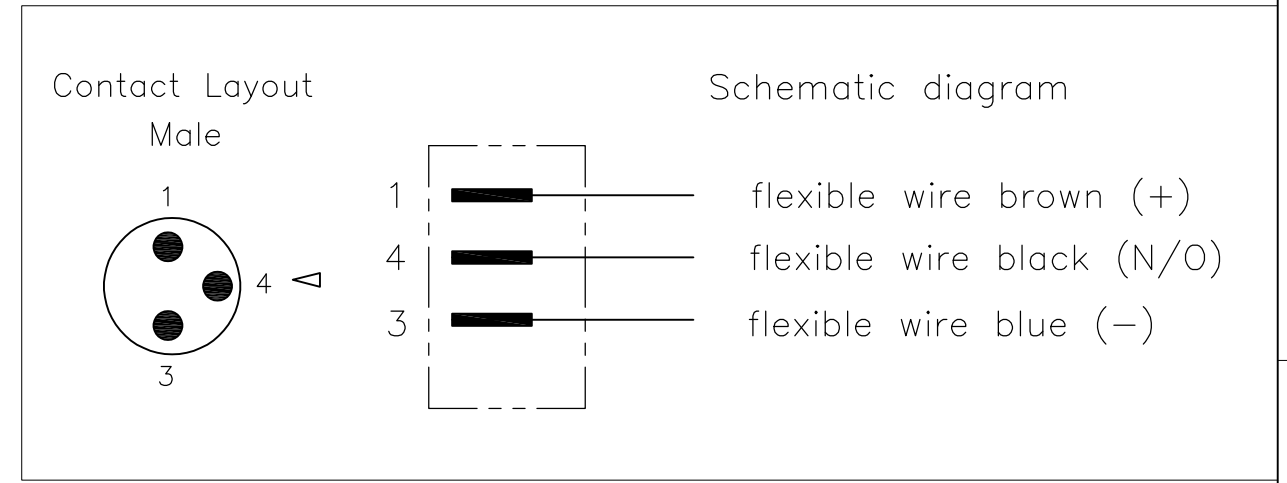 Contact Layout
Male
1
4
3
Schematic diagram
1 flexible wire brown (+)
4 flexible wire black (N/O)
3 flexible wire blue (-)